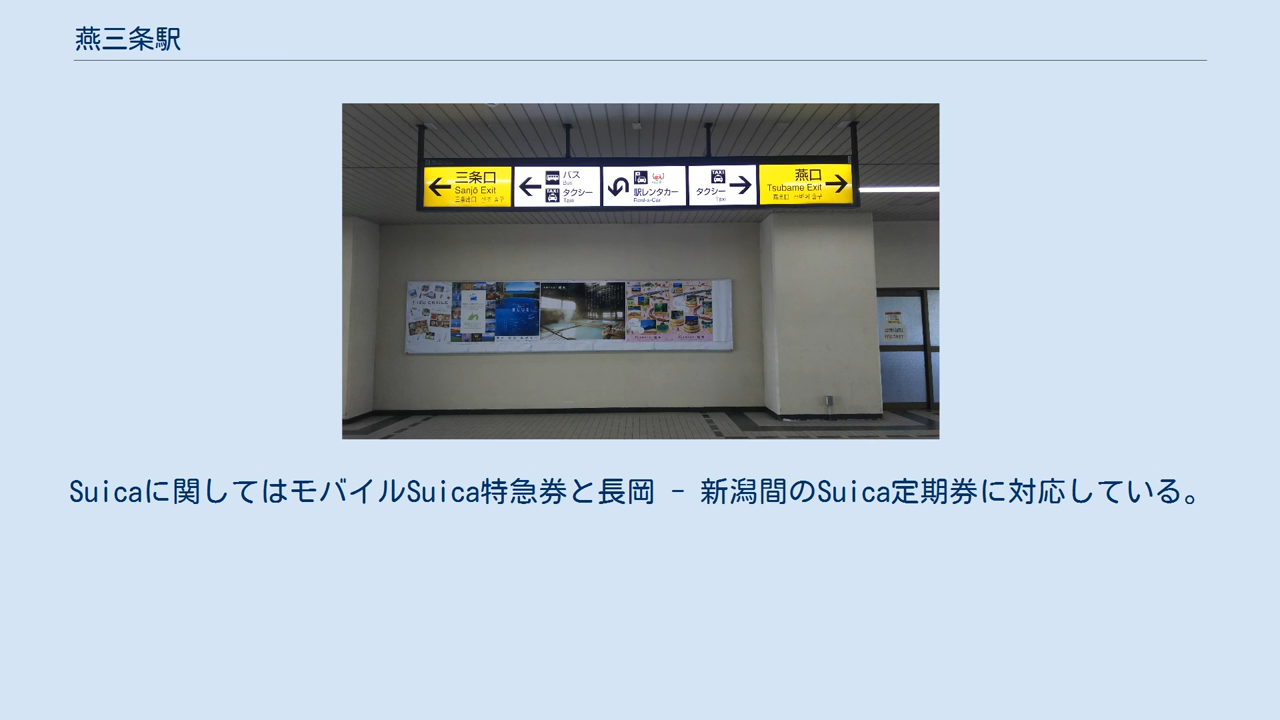 燕三条駅
三条口
Sanjō Exit
バス
Bus
TAXI
タクシー
Taxi
駅レンタカー
Rent-a-Car
TAXI
タクシー
Taxi
燕口
Tsubame Exit
Suicaに関してはモバイルSuica特急券と長岡 － 新潟間のSuica定期券に対応している。